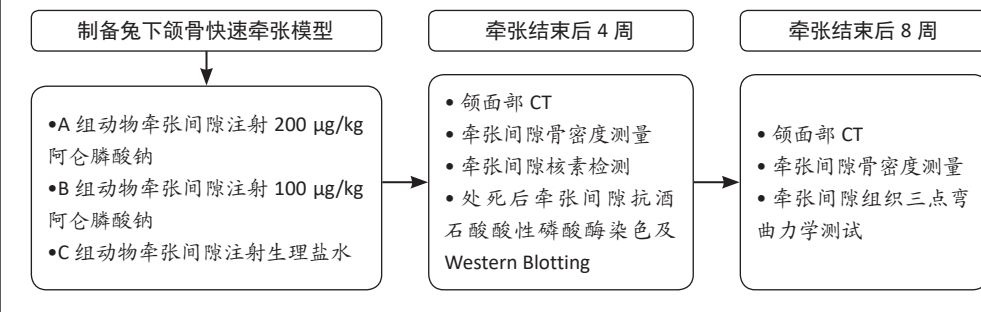 制备兔下颌骨快速牵张模型
•A 组动物牵张间隙注射 200 μg/kg
阿仑膦酸钠
•B 组动物牵张间隙注射 100 μg/kg
阿仑膦酸钠
•C 组动物牵张间隙注射生理盐水
牵张结束后 4 周
• 颌面部 CT
• 牵张间隙骨密度测量
• 牵张间隙核素检测
• 处死后牵张间隙抗酒
石酸酸性磷酸酶染色及
Western Blotting
牵张结束后 8 周
• 颌面部 CT
• 牵张间隙骨密度测量
• 牵张间隙组织三点弯
曲力学测试